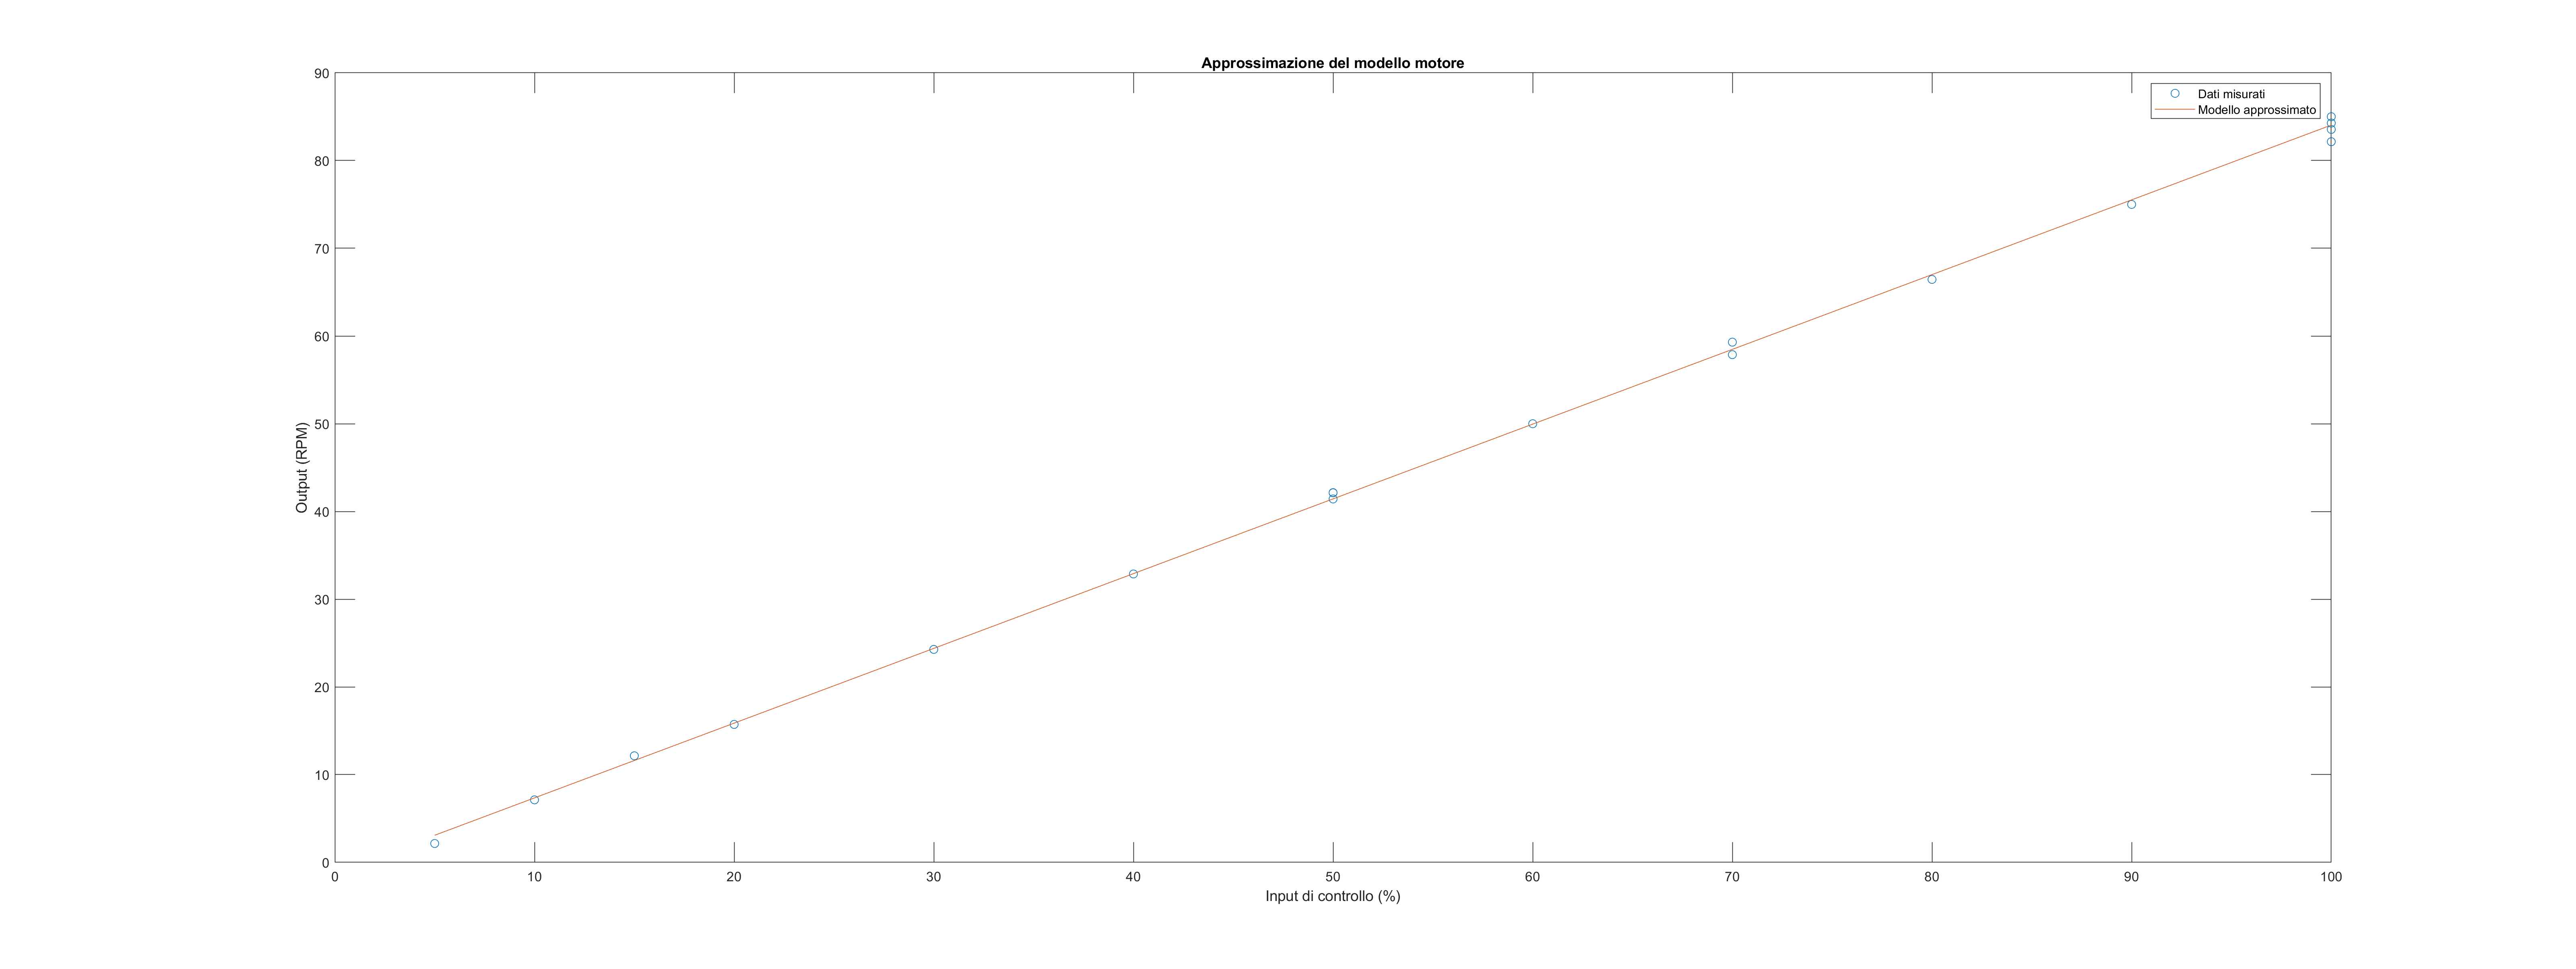 Approssimazione del modello motore
Dati misurati
Modello approssimato
90
80
70
60
50
40
30
20
10
0
Output (RPM)
0 10 20 30 40 50 60 70 80 90 100
Input di controllo (%)